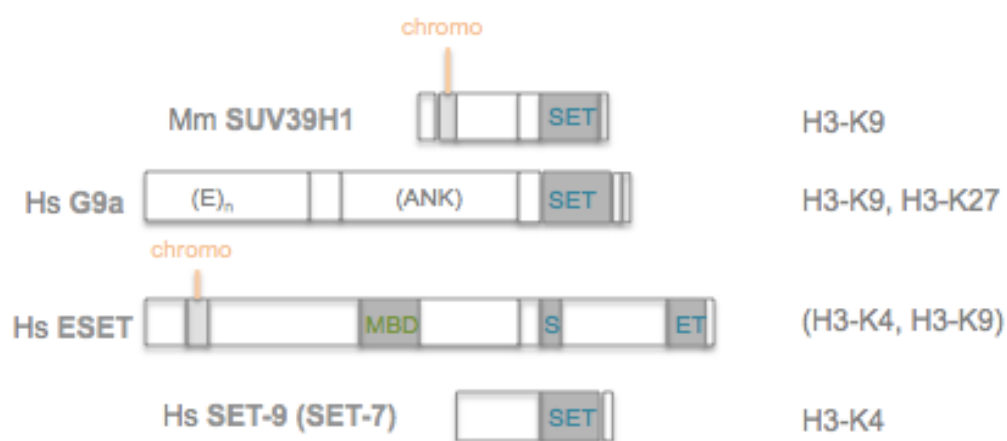 chromo
Mm SUV39H1 SET H3-K9
Hs G9a (E)n (ANK) SET H3-K9, H3-K27
chromo
Hs ESET MBD S ET (H3-K4, H3-K9)
Hs SET-9 (SET-7) SET H3-K4